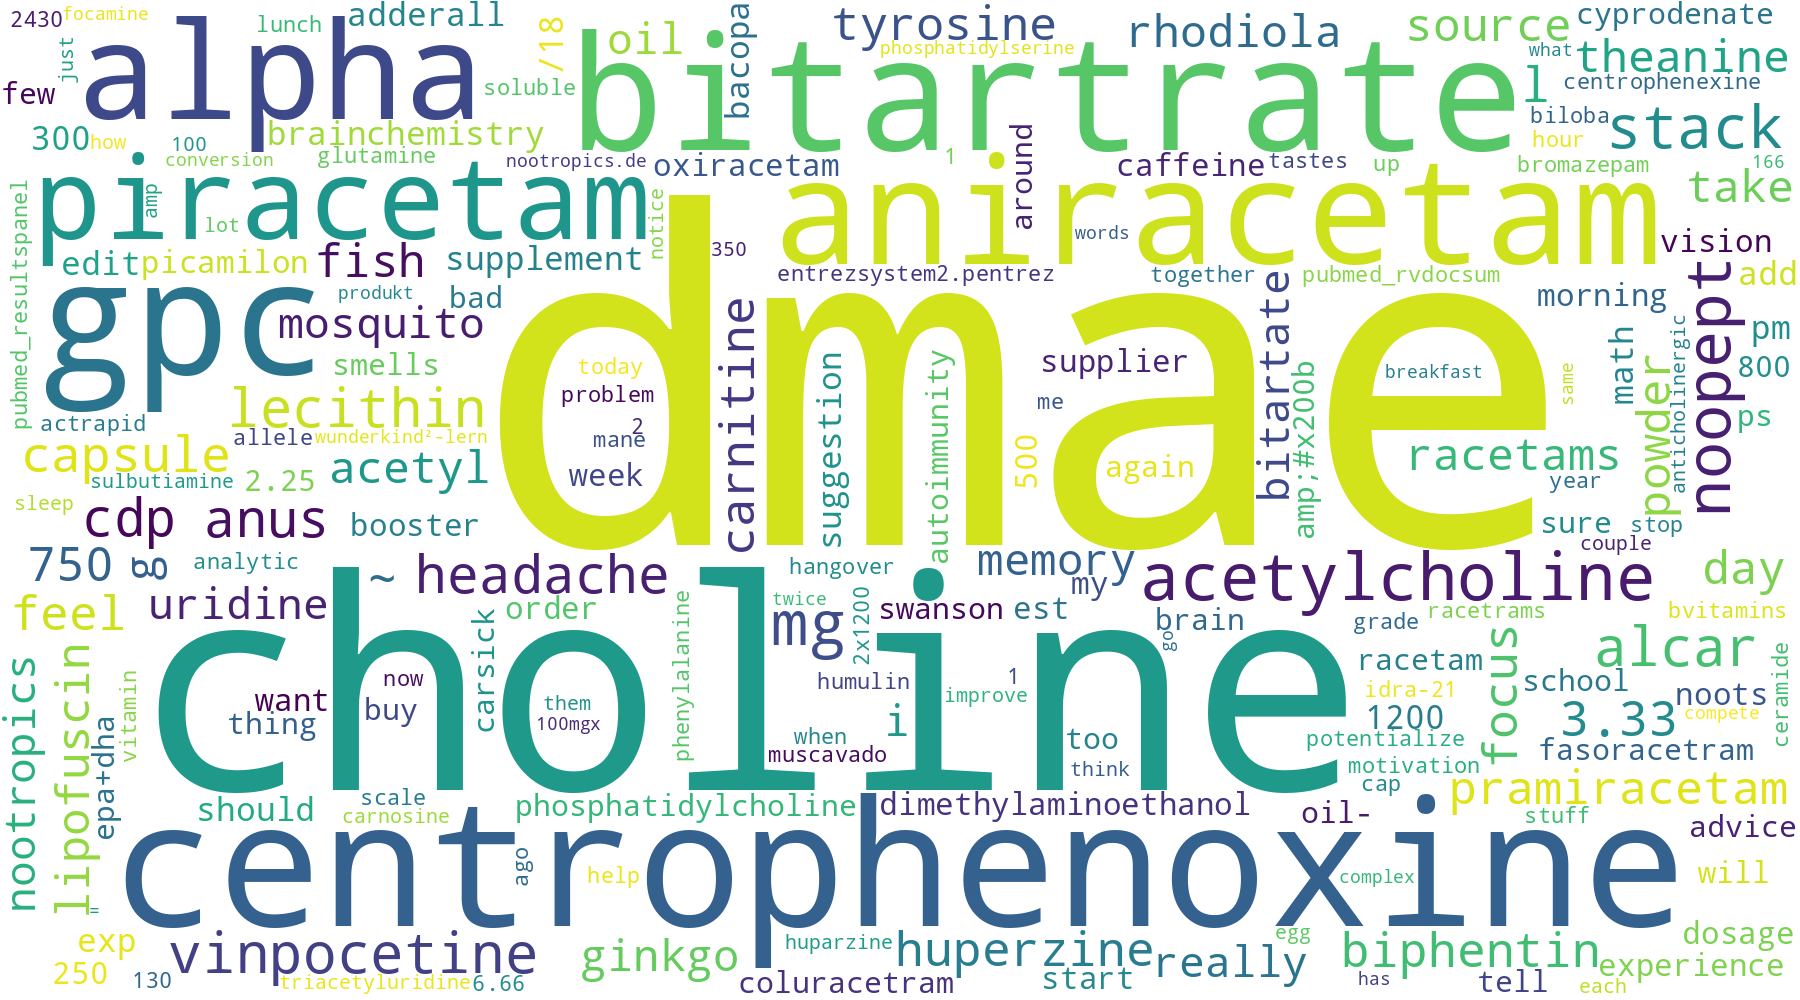 2430
focamine
lunch
adderall
/18
oil
bacopa
tyrosine
phosphatidylserine
rhodiola
source
cyprodenate
what
theanine
just
few
alpha
soluble
bitartrate
l
centrophenexine
300
how
100
brainchemistry
biloba
hour
stack
conversion
glutamine
nootropics.de
oxiracetam
1
around
caffeine
tastes
up
bromazepam
166
piracetam
amp
lot
notice
aniracetam
take
pubmed_resultspanel
edit
picamilon
fish
supplement
350
words
vision
produkt
bad
entrezsystem2.pentrez
together
pubmed_rvdocsum
add
gpc
mosquito
dmae
carnitine
bitartate
morning
noopept
pm
smells
today
suggestion
autoimmunity
supplier
breakfast
same
math
powder
anticholinergic
800
lecithin
problem
me
amp;#x200b
actrapid
allele
wunderkind²-lern
2
mane
ps
capsule
acetyl
week
500
again
racetams
sulbutiamine
2.25
year
sleep
cdp anus
booster
sure
stop
couple
750
g
analytic
~
headache
hangover
memory
my
acetylcholine
day
feel
uridine
order
twice
mg
2x1200
swanson
est
brain
racetrams
bvitamins
carsick
phenylalanine
grade
go
focus
alcar
nootropics
lipofuscin
vitamin
choline
racetam
want
now
humulin
1
improve
idra-21
school
noots
ceramide
thing
buy
them
100mgx
i
1200
3.33
compete
epa+dha
when
too
potentialize
fasoracetram
muscavado
think
motivation
scale
cap
pramiracetam
should
carnosine
phosphatidylcholine
dimethylaminoethanol
oil-
stuff
advice
centrophenoxine
ago
help
complex
will
=
exp
vinpocetine
ginkgo
huparzine
huperzine
egg
really
biphentin
dosage
250
130
triacetyluridine
6.66
coluracetram
start
has
tell
experience
each